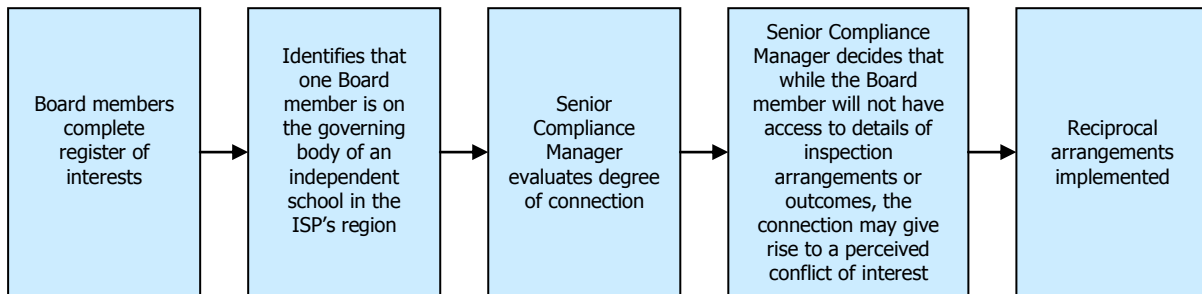 Board members
complete
register of
interests
Identifies that
one Board
member is on
the governing
body of an
independent
school in the
ISP's region
Senior
Compliance
Manager
evaluates degree
of connection
Senior Compliance
Manager decides that
while the Board
member will not have
access to details of
inspection
arrangements or
outcomes, the
connection may give
rise to a perceived
conflict of interest
Reciprocal
arrangements
implemented